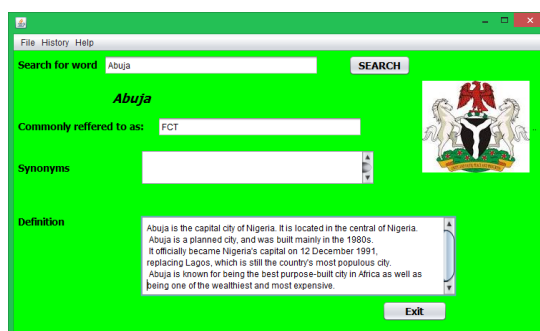 File History Help
Search for word Abuja SEARCH
Abuja
Commonly reffered to as: FCT
Synonyms
Definition
Abuja is the capital city of Nigeria. It is located in the central of Nigeria.
Abuja is a planned city, and was built mainly in the 1980s.
It officially became Nigeria's capital on 12 December 1991,
replacing Lagos, which is still the country's most populous city.
Abuja is known for being the best purpose-built city in Africa as well as
being one of the wealthiest and most expensive.
Exit